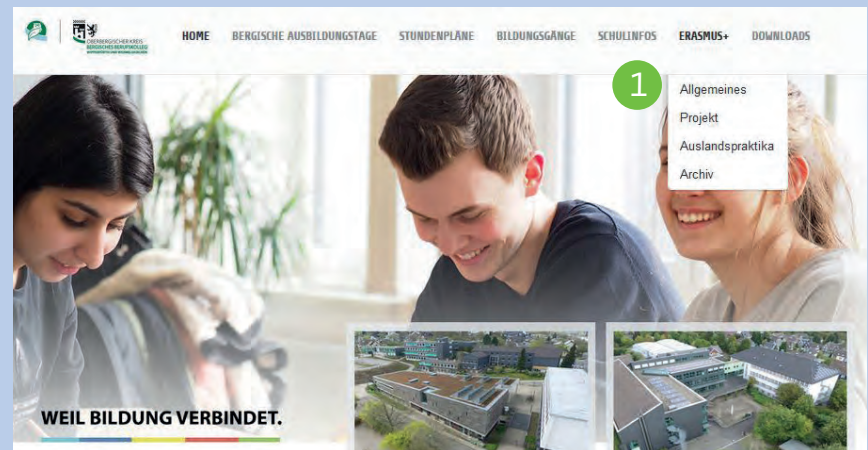 OBERBERGISCHER KREIS
BERGISCHES BERUFSKOLLEG
HOME BERGISCHE AUSBILDUNGSTAGE STUNDENPLÄNE BILDUNGSGÄNGE SCHULINFOS ERASMUS+ DOWNLOADS
1
Allgemeines
Projekt
Auslandspraktika
Archiv
WEIL BILDUNG VERBINDET.